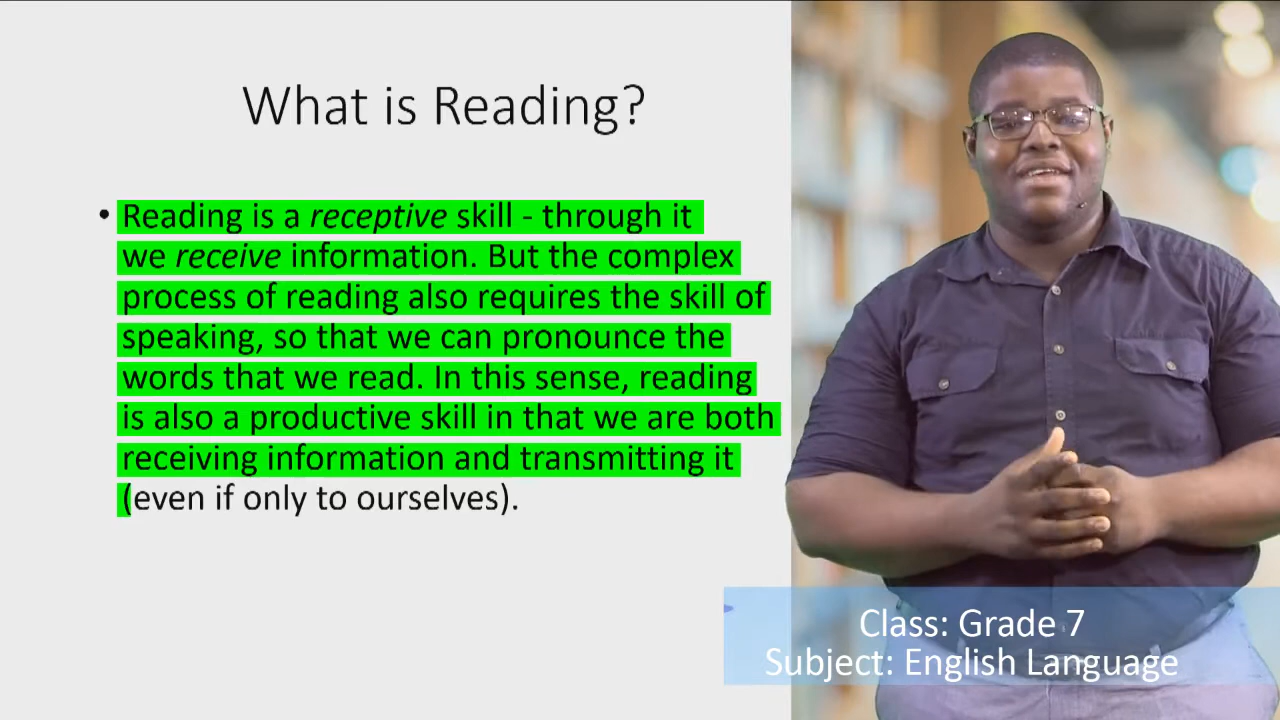 What is Reading?
• Reading is a receptive skill - through it
we receive information. But the complex
process of reading also requires the skill of
speaking, so that we can pronounce the
words that we read. In this sense, reading
is also a productive skill in that we are both
receiving information and transmitting it
(even if only to ourselves).
Class: Grade 7
Subject: English Language